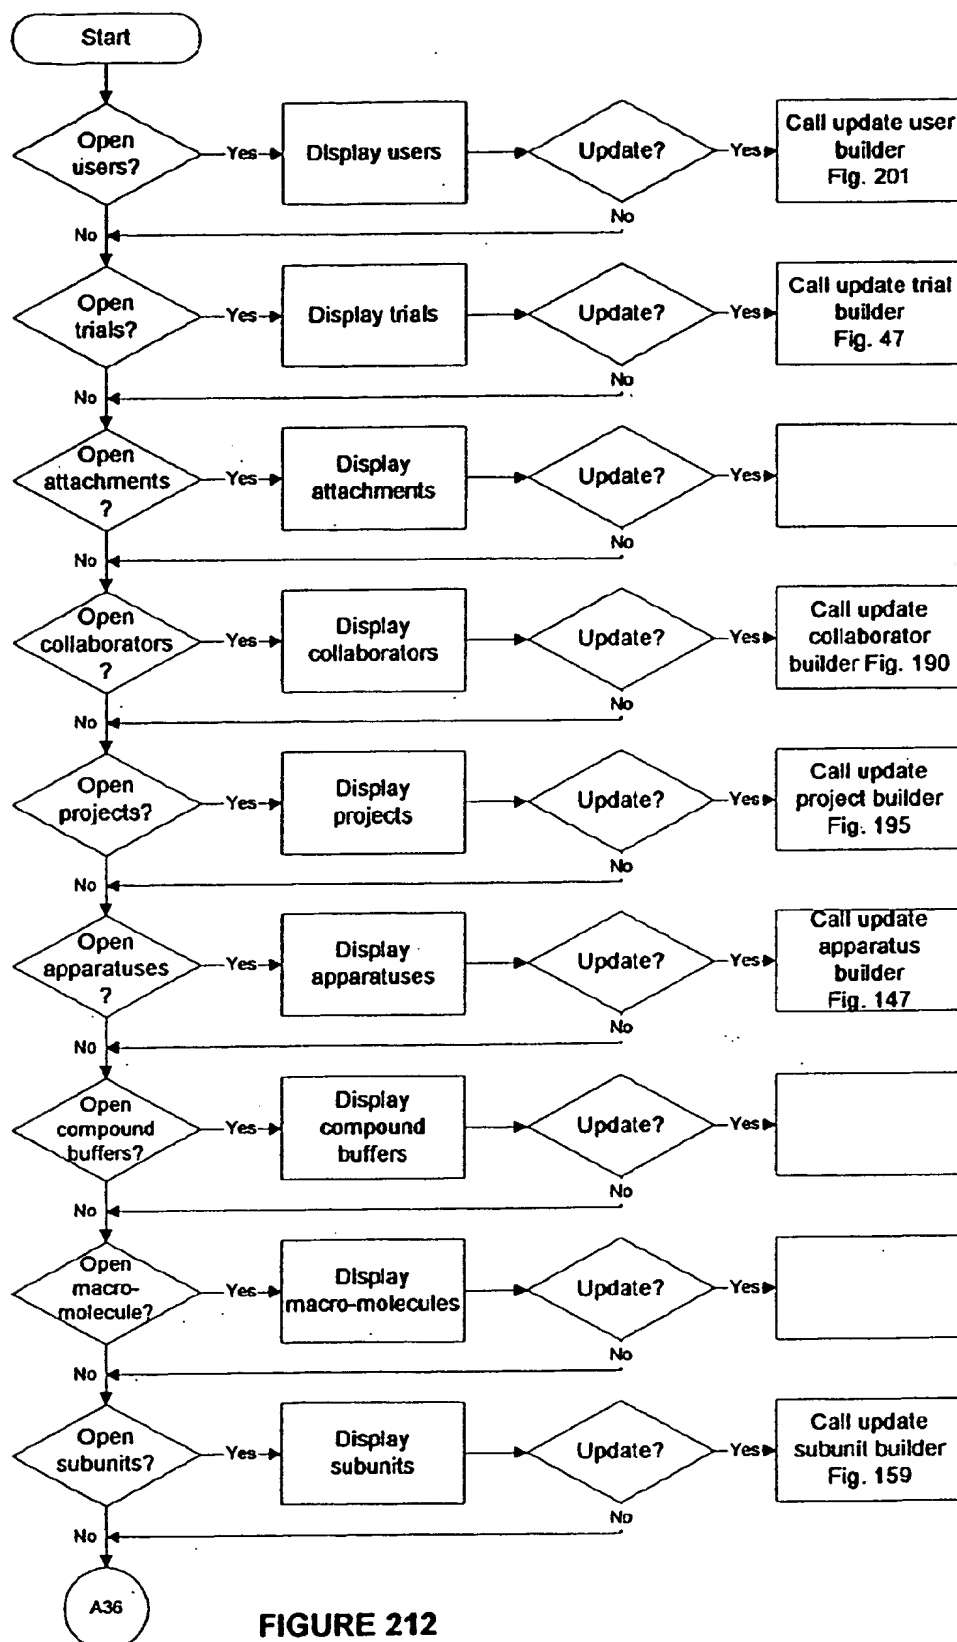 Start
Open
users?
Yes
Display users
Update?
Yes
Call update user
builder
Fig. 201
No
No
Open
trials?
Yes
Display trials
Update?
Yes
Call update trial
builder
Fig. 47
No
No
Open
attachments
?
Yes
Display
attachments
Update?
Yes
No
No
Open
collaborators
?
Yes
Display
collaborators
Update?
Yes
Call update
collaborator
builder Fig. 190
No
No
Open
projects?
Yes
Display
projects
Update?
Yes
Call update
project builder
Fig. 195
No
No
Open
apparatuses
?
Yes
Display
apparatuses
Update?
Yes
Call update
apparatus
builder
Fig. 147
No
No
Open
compound
buffers?
Yes
Display
compound
buffers
Update?
Yes
No
No
Open
macro-
molecule?
Yes
Display
macro-molecules
Update?
Yes
No
No
Open
subunits?
Yes
Display
subunits
Update?
Yes
Call update
subunit builder
Fig. 159
No
No
A36
FIGURE 212